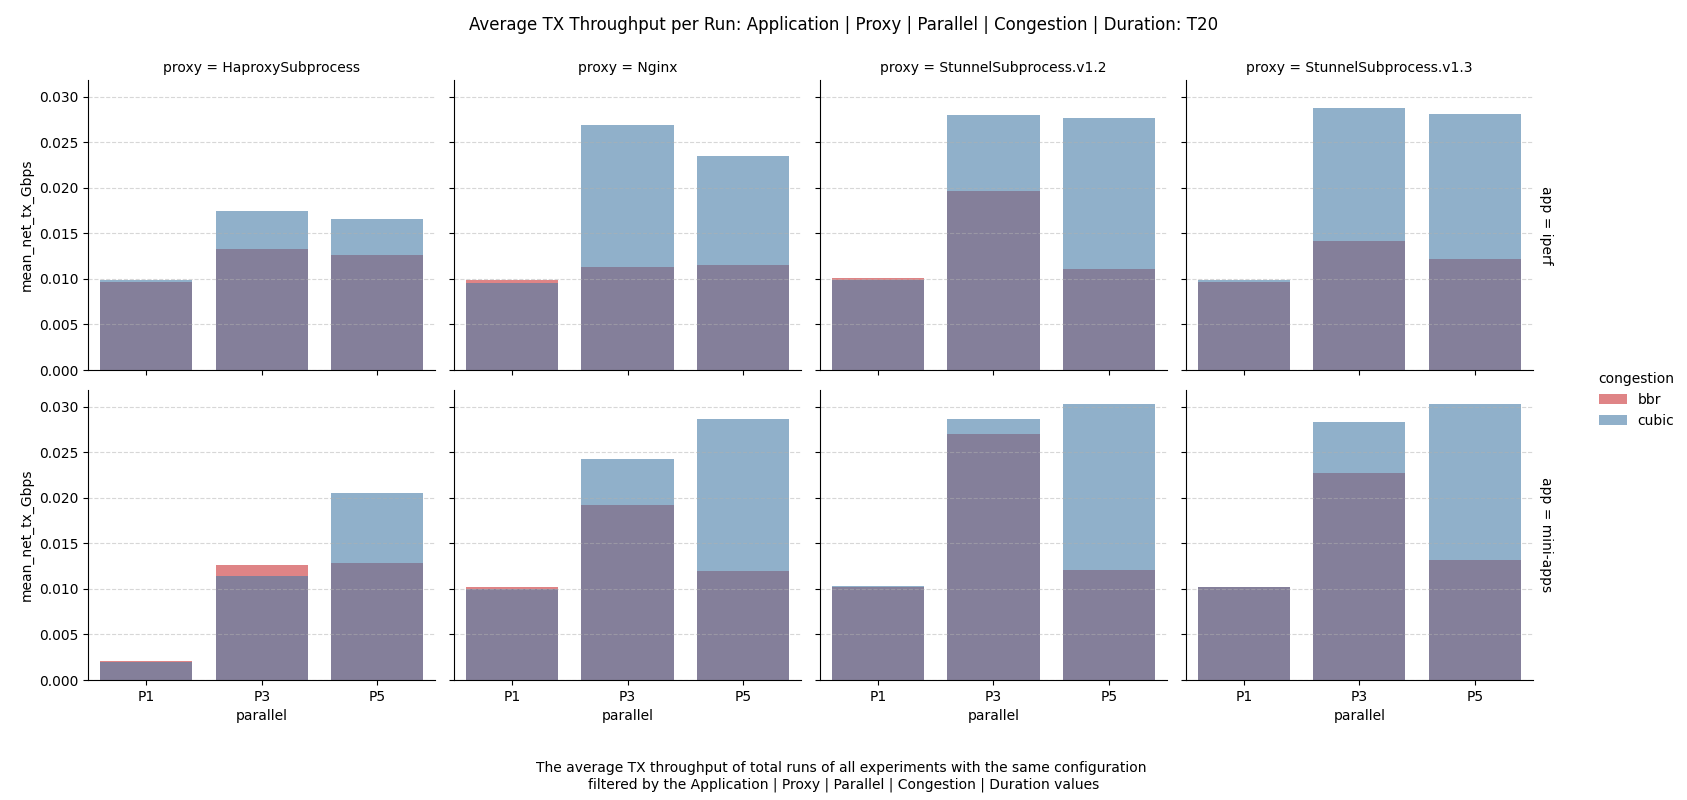 Average TX Throughput per Run: Application | Proxy | Parallel | Congestion | Duration: T20
proxy = HaproxySubprocess
proxy = Nginx
proxy = StunnelSubprocess.v1.2
proxy = StunnelSubprocess.v1.3
mean_net_tx_Gbps
0.030
0.025
0.020
0.015
0.010
0.005
0.000
app = iperf
mean_net_tx_Gbps
0.030
0.025
0.020
0.015
0.010
0.005
0.000
app = mini-apps
congestion
bbr
cubic
P1 P3 P5
parallel
P1 P3 P5
parallel
P1 P3 P5
parallel
P1 P3 P5
parallel
The average TX throughput of total runs of all experiments with the same configuration
filtered by the Application | Proxy | Parallel | Congestion | Duration values